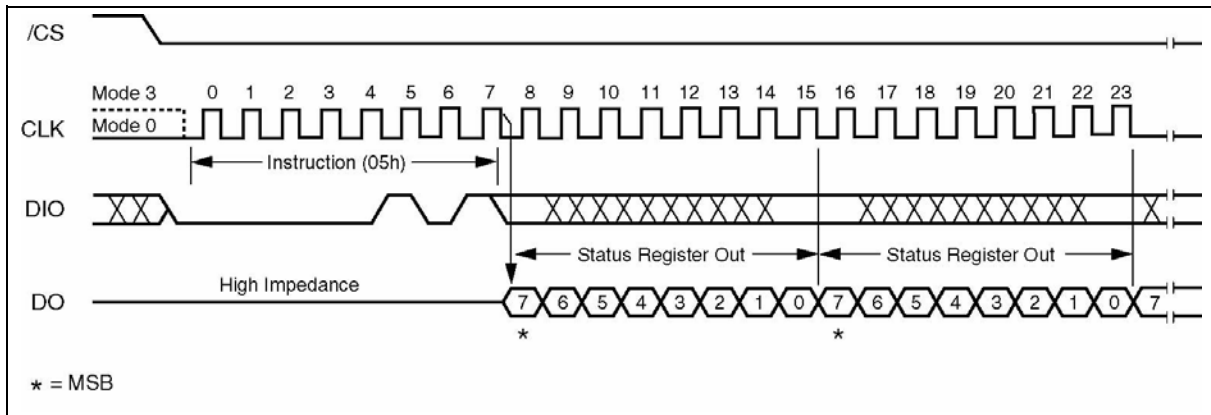 /CS
Mode 3
0 1 2 3 4 5 6 7 8 9 10 11 12 13 14 15 16 17 18 19 20 21 22 23
CLK
Mode 0
Instruction (05h)
DIO
Status Register Out Status Register Out
High Impedance
DO
7 6 5 4 3 2 1 0 7 6 5 4 3 2 1 0 7
* *
* = MSB